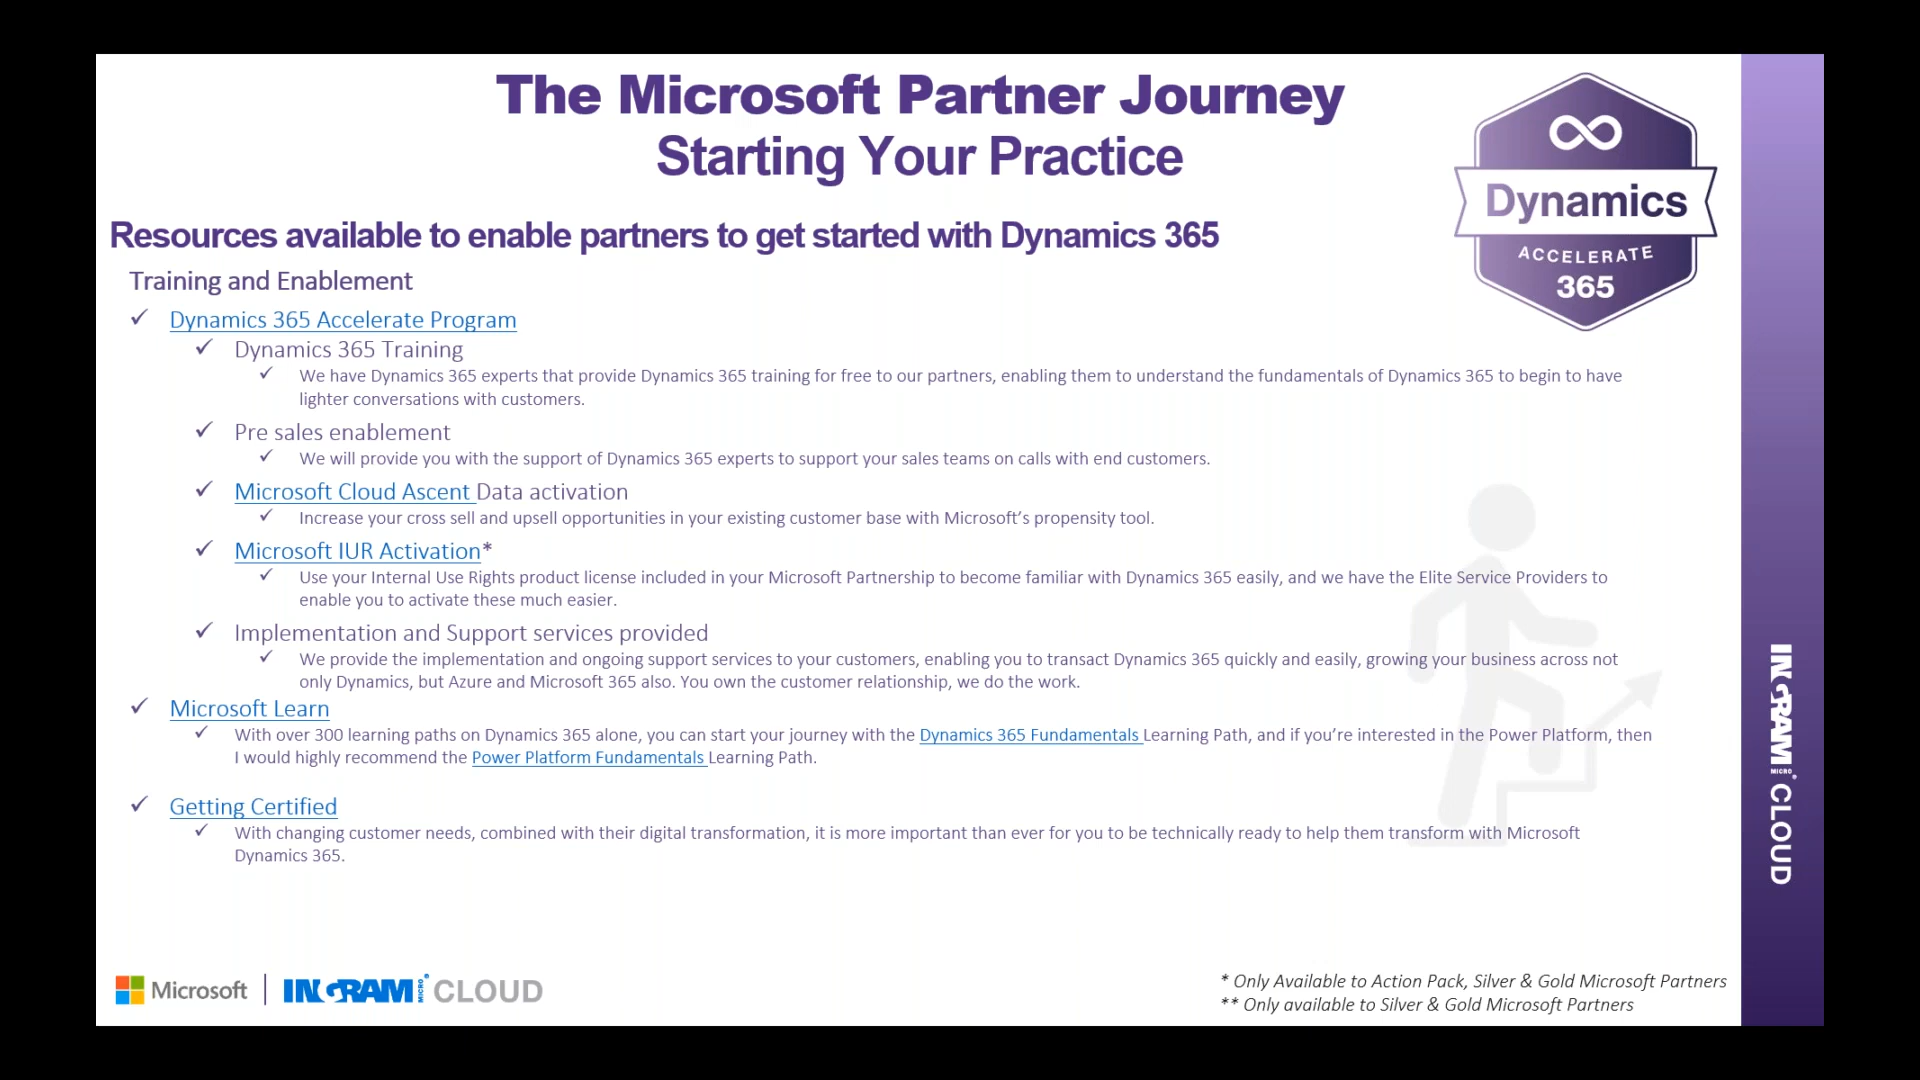 The Microsoft Partner Journey
Starting Your Practice
Dynamics
ACCELERATE
365
Resources available to enable partners to get started with Dynamics 365
Training and Enablement
✓ Dynamics 365 Accelerate Program
✓ Dynamics 365 Training
✓ We have Dynamics 365 experts that provide Dynamics 365 training for free to our partners, enabling them to understand the fundamentals of Dynamics 365 to begin to have
lighter conversations with customers.
✓ Pre sales enablement
✓ We will provide you with the support of Dynamics 365 experts to support your sales teams on calls with end customers.
✓ Microsoft Cloud Ascent Data activation
✓ Increase your cross sell and upsell opportunities in your existing customer base with Microsoft’s propensity tool.
✓ Microsoft IUR Activation*
✓ Use your Internal Use Rights product license included in your Microsoft Partnership to become familiar with Dynamics 365 easily, and we have the Elite Service Providers to
enable you to activate these much easier.
✓ Implementation and Support services provided
✓ We provide the implementation and ongoing support services to your customers, enabling you to transact Dynamics 365 quickly and easily, growing your business across not
only Dynamics, but Azure and Microsoft 365 also. You own the customer relationship, we do the work.
✓ Microsoft Learn
✓ With over 300 learning paths on Dynamics 365 alone, you can start your journey with the Dynamics 365 Fundamentals Learning Path, and if you’re interested in the Power Platform, then
I would highly recommend the Power Platform Fundamentals Learning Path.
✓ Getting Certified
✓ With changing customer needs, combined with their digital transformation, it is more important than ever for you to be technically ready to help them transform with Microsoft
Dynamics 365.
Microsoft | INGRAM MICRO CLOUD
* Only Available to Action Pack, Silver & Gold Microsoft Partners
** Only available to Silver & Gold Microsoft Partners
INGRAM MICRO CLOUD